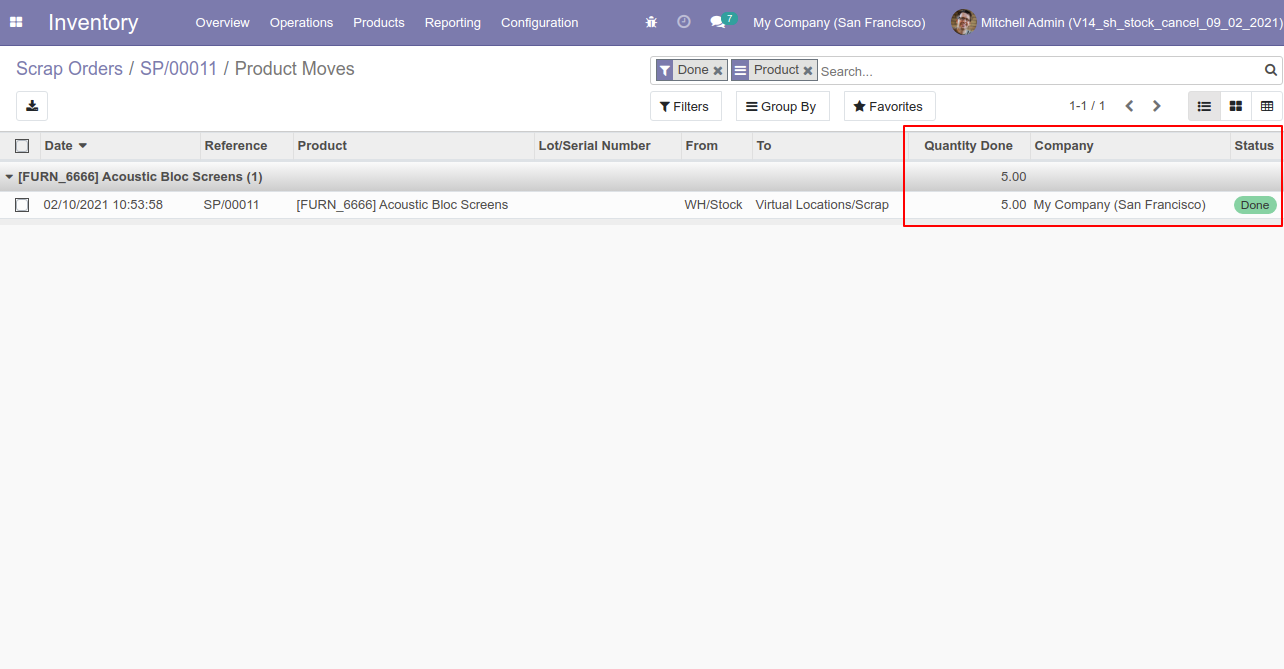 Inventory Overview Operations Products Reporting Configuration 7 My Company (San Francisco) Mitchell Admin (V14_sh_stock_cancel_09_02_2021)
Scrap Orders / SP/00011 / Product Moves
Done Product Search...
Filters Group By Favorites 1-1 / 1
Date Reference Product Lot/Serial Number From To Quantity Done Company Status
[FURN_6666] Acoustic Bloc Screens (1) 5.00
02/10/2021 10:53:58 SP/00011 [FURN_6666] Acoustic Bloc Screens WH/Stock Virtual Locations/Scrap 5.00 My Company (San Francisco) Done